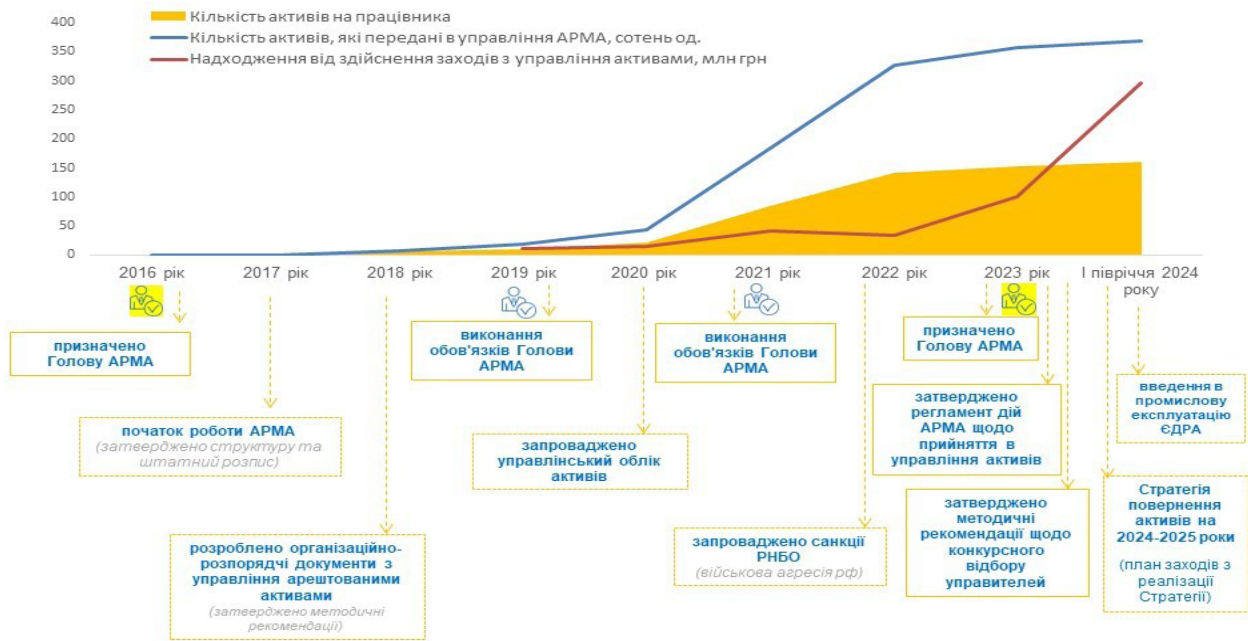 400
350
300
250
200
150
100
50
0
Кількість активів на працівника
Кількість активів, які передані в управління АРМА, сотень од.
Надходження від здійснення заходів з управління активами, млн грн
2016 рік
2017 рік
2018 рік
2019 рік
2020 рік
2021 рік
2022 рік
2023 рік
І півріччя 2024
року
призначено
Голову АРМА
виконання
обов'язків Голови
АРМА
виконання
обов'язків Голови
АРМА
призначено
Голову АРМА
початок роботи АРМА
(затверджено структуру та
штатний розпис)
запроваджено
управлінський облік
активів
затверджено
регламент дій
АРМА щодо
прийняття в
управління активів
введення в
промислову
експлуатацію
ЄДРА
розроблено організаційно-
розпорядчі документи з
управління арештованими
активами
(затверджено методичні
рекомендації)
запроваджено санкції
РНБО
(військова агресія рф)
затверджено
методичні
рекомендації щодо
конкурсного
відбору
управителей
Стратегія
повернення
активів на
2024-2025 роки
(план заходів з
реалізації
Стратегії)